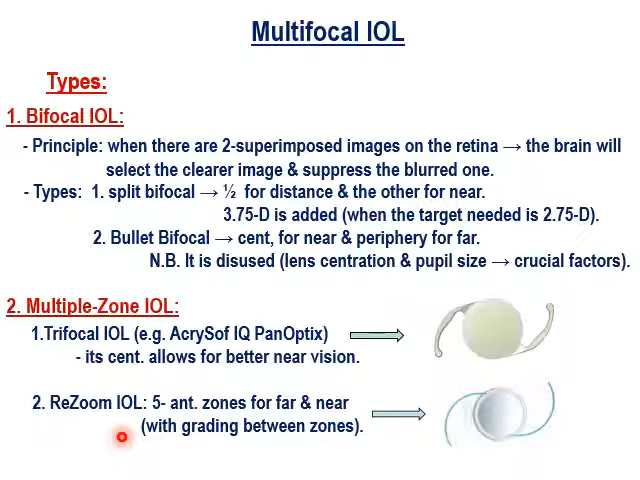 Multifocal IOL
Types:
1. Bifocal IOL:
- Principle: when there are 2-superimposed images on the retina → the brain will
select the clearer image & suppress the blurred one.
- Types: 1. split bifocal → ½ for distance & the other for near.
3.75-D is added (when the target needed is 2.75-D).
2. Bullet Bifocal → cent, for near & periphery for far.
N.B. It is disused (lens centration & pupil size → crucial factors).
2. Multiple-Zone IOL:
1.Trifocal IOL (e.g. AcrySof IQ PanOptix)
- its cent. allows for better near vision.
2. ReZoom IOL: 5- ant. zones for far & near
(with grading between zones).